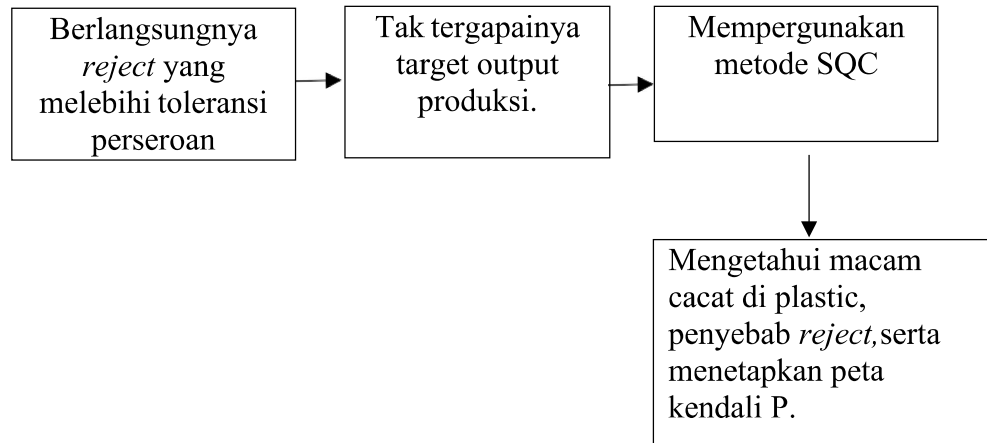 Berlangsungnya
reject yang
melebihi toleransi
perseroan
Tak tergapainya
target output
produksi.
Mempergunakan
metode SQC
Mengetahui macam
cacat di plastic,
penyebab reject,serta
menetapkan peta
kendali P.